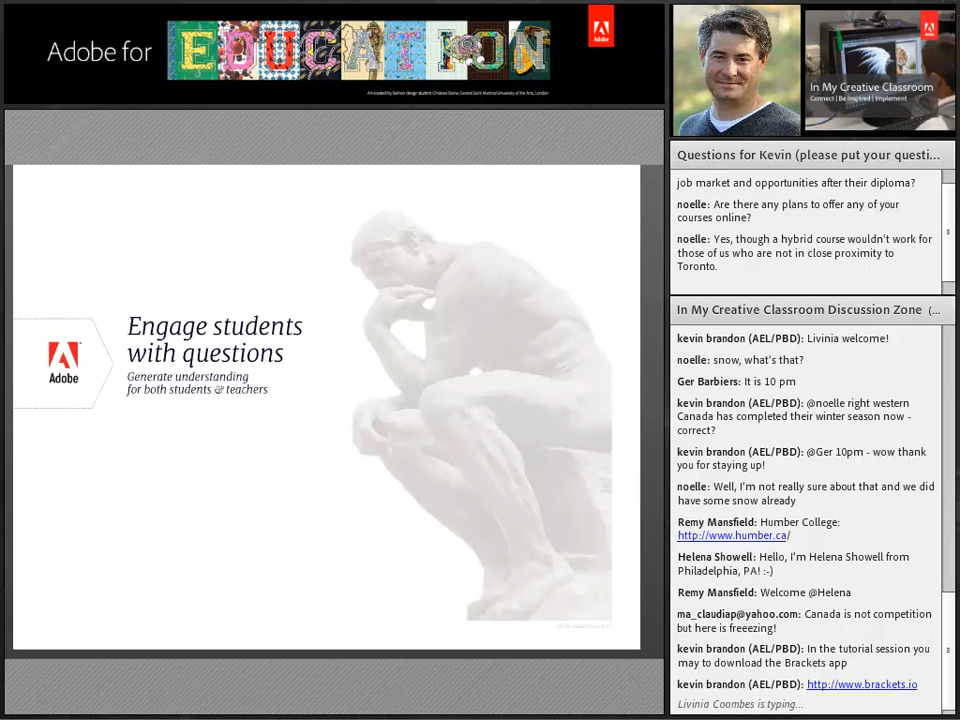 Adobe for
EDUCATION
Adobe
Art created by fashion design student Christian Stone, Central Saint Martins/University of the Arts, London
In My Creative Classroom
Connect | Be Inspired | Implement
Engage students
with questions
Generate understanding
for both students & teachers
Adobe
Questions for Kevin (please put your questi...
job market and opportunities after their diploma?
noelle: Are there any plans to offer any of your
courses online?
noelle: Yes, though a hybrid course wouldn't work for
those of us who are not in close proximity to
Toronto.
In My Creative Classroom Discussion Zone (...
kevin brandon (AEL/PBD): Livinia welcome!
noelle: snow, what's that?
Ger Barbiers: It is 10 pm
kevin brandon (AEL/PBD): @noelle right western
Canada has completed their winter season now -
correct?
kevin brandon (AEL/PBD): @Ger 10pm - wow thank
you for staying up!
noelle: Well, I'm not really sure about that and we did
have some snow already
Remy Mansfield: Humber College:
http://www.humber.ca/
Helena Showell: Hello, I'm Helena Showell from
Philadelphia, PA! :-)
Remy Mansfield: Welcome @Helena
ma_claudiap@yahoo.com: Canada is not competition
but here is freeezing!
kevin brandon (AEL/PBD): In the tutorial session you
may to download the Brackets app
kevin brandon (AEL/PBD): http://www.brackets.io
Livinia Coombes is typing...